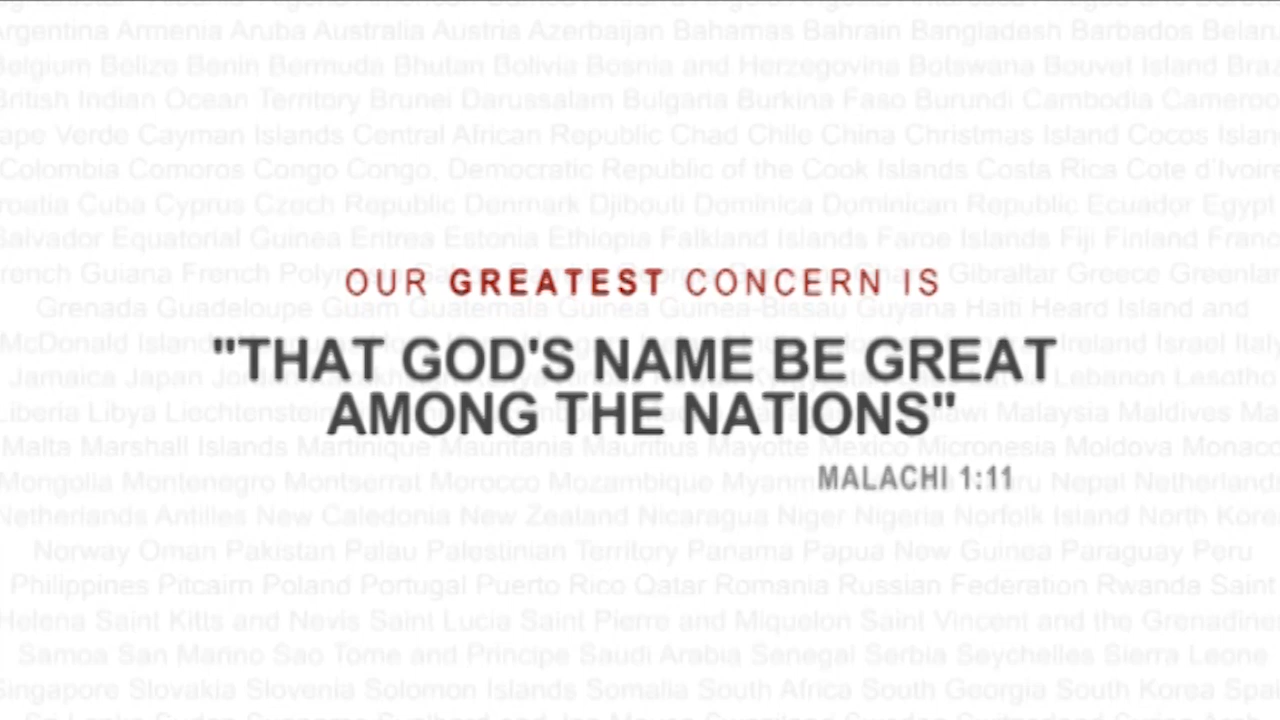 Argentina Armenia Aruba Australia Austria Azerbaijan Bahamas Bahrain Bangladesh Barbados
Belgium Belize Benin Bermuda Bhutan Bolivia Bosnia and Herzegovina Botswana Bouvet Island
British Indian Ocean Territory Brunei Darussalam Bulgaria Burkina Faso Burundi Cambodia
ape Verde Cayman Islands Central African Republic Chad Chile China Christmas Island Cocos
Colombia Comoros Congo Congo, Democratic Republic of the Cook Islands Costa Rica Cote d'Ivoire
roatia Cuba Cyprus Czech Republic Denmark Djibouti Dominica Dominican Republic Ecuador Egypt
Salvador Equatorial Guinea Eritrea Estonia Ethiopia Falkland Islands Faroe Islands Fiji Finland
rench Guiana French Gibraltar Greece
OUR GREATEST CONCERN IS
Grenada Guadeloupe Guam Guatemala Guinea Guinea-Bissau Guyana Haiti Heard Island and
McDonald Ireland Israel Italy
"THAT GOD'S NAME BE GREAT
Jamaica Japan Lebanon Lesotho
Liberia Libya Liechtenstein Malaysia Maldives
AMONG THE NATIONS"
Malta Marshall Islands Martinique Mauritania Mauritius Mayotte Mexico Micronesia Moldova Monaco
Mongolia Montenegro Montserrat Morocco Mozambique Nepal Netherlands
MALACHI 1:11
Netherlands Antilles New Caledonia New Zealand Nicaragua Niger Nigeria Norfolk Island North Korea
Norway Oman Pakistan Palau Palestinian Territory Panama Papua New Guinea Paraguay Peru
Philippines Pitcairn Poland Portugal Puerto Rico Qatar Romania Russian Federation Rwanda Saint
Helena Saint Kitts and Nevis Saint Lucia Saint Pierre and Miquelon Saint Vincent and the Grenadines
Samoa San Marino Sao Tome and Principe Saudi Arabia Senegal Serbia Seychelles Sierra Leone
Singapore Slovakia Slovenia Solomon Islands Somalia South Africa South Georgia South Korea